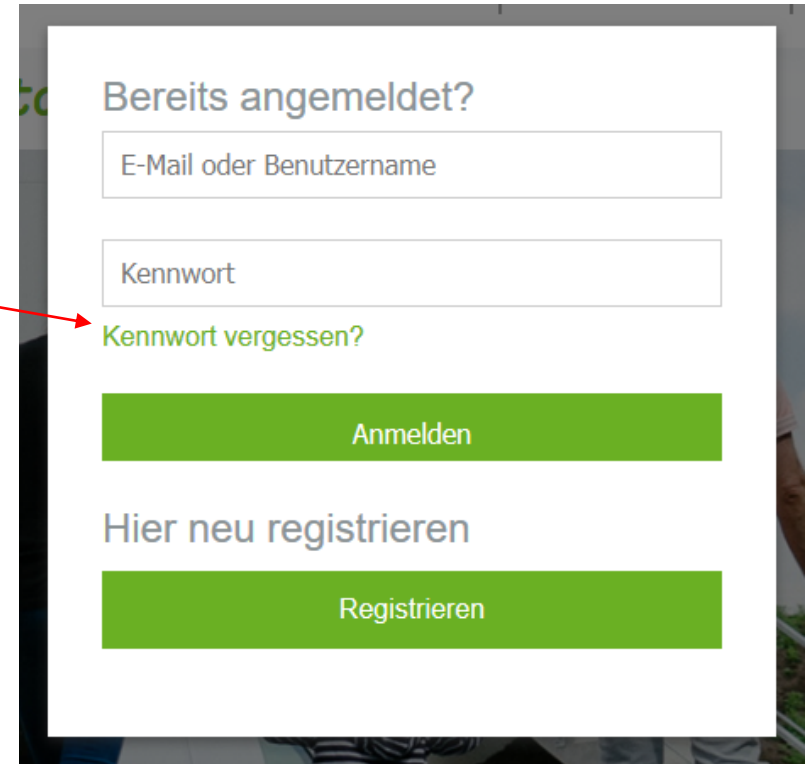 Bereits angemeldet?
E-Mail oder Benutzername
Kennwort
Kennwort vergessen?
Anmelden
Hier neu registrieren
Registrieren